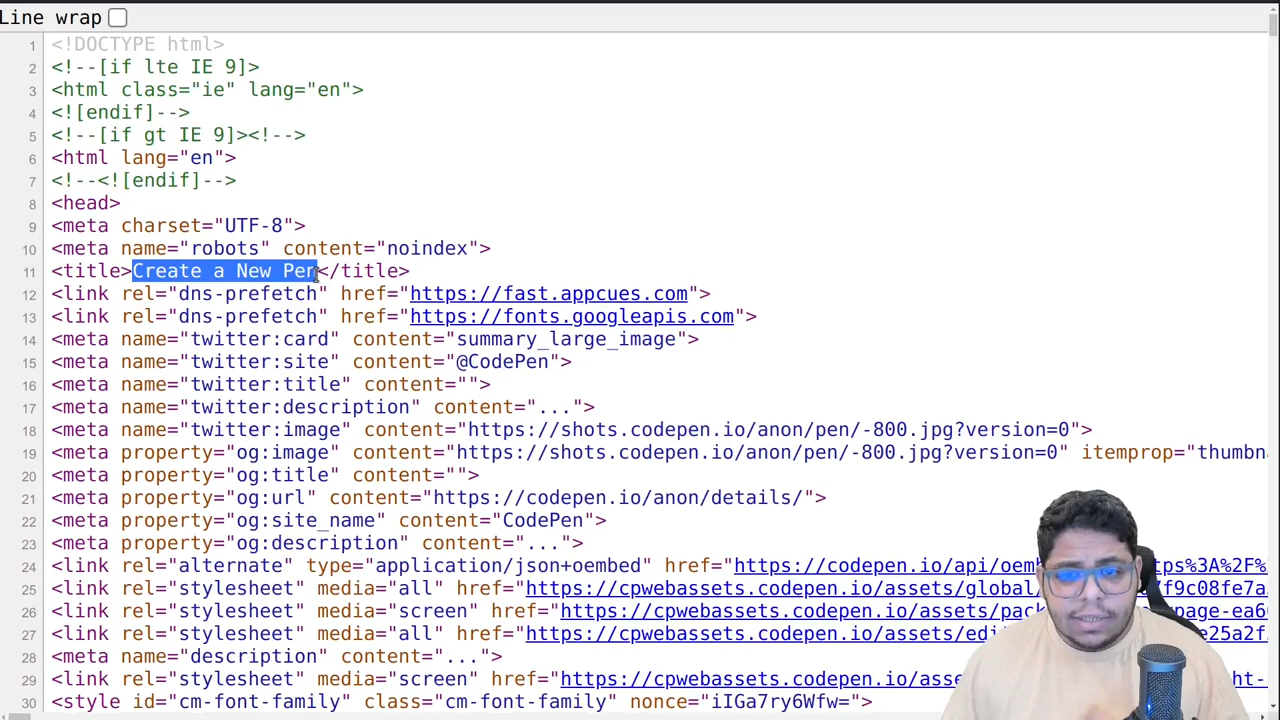 Line wrap
1 <!DOCTYPE html>
2 <!--[if lte IE 9]>
3 <html class="ie" lang="en">
4 <![endif]-->
5 <!--[if gt IE 9]><!-->
6 <html lang="en">
7 <!--<![endif]-->
8 <head>
9 <meta charset="UTF-8">
10 <meta name="robots" content="noindex">
11 <title>Create a New Pen</title>
12 <link rel="dns-prefetch" href="https://fast.appcues.com">
13 <link rel="dns-prefetch" href="https://fonts.googleapis.com">
14 <meta name="twitter:card" content="summary_large_image">
15 <meta name="twitter:site" content="@CodePen">
16 <meta name="twitter:title" content="">
17 <meta name="twitter:description" content="...">
18 <meta name="twitter:image" content="https://shots.codepen.io/anon/pen/-800.jpg?version=0">
19 <meta property="og:image" content="https://shots.codepen.io/anon/pen/-800.jpg?version=0" itemprop="thumbna
20 <meta property="og:title" content="">
21 <meta property="og:url" content="https://codepen.io/anon/details/">
22 <meta property="og:site_name" content="CodePen">
23 <meta property="og:description" content="...">
24 <link rel="alternate" type="application/json+oembed" href="https://codepen.io/api/oem tps%3A%2F%
25 <link rel="stylesheet" media="all" href="https://cpwebassets.codepen.io/assets/global/ 7f9c08fe7a
26 <link rel="stylesheet" media="screen" href="https://cpwebassets.codepen.io/assets/pac page-ea6
27 <link rel="stylesheet" media="all" href="https://cpwebassets.codepen.io/assets/edi e25a2f
28 <meta name="description" content="...">
29 <link rel="stylesheet" media="screen" href="https://cpwebassets.codepen.io/asse ht-
30 <style id="cm-font-family" class="cm-font-family" nonce="iIGa7ry6Wfw=">